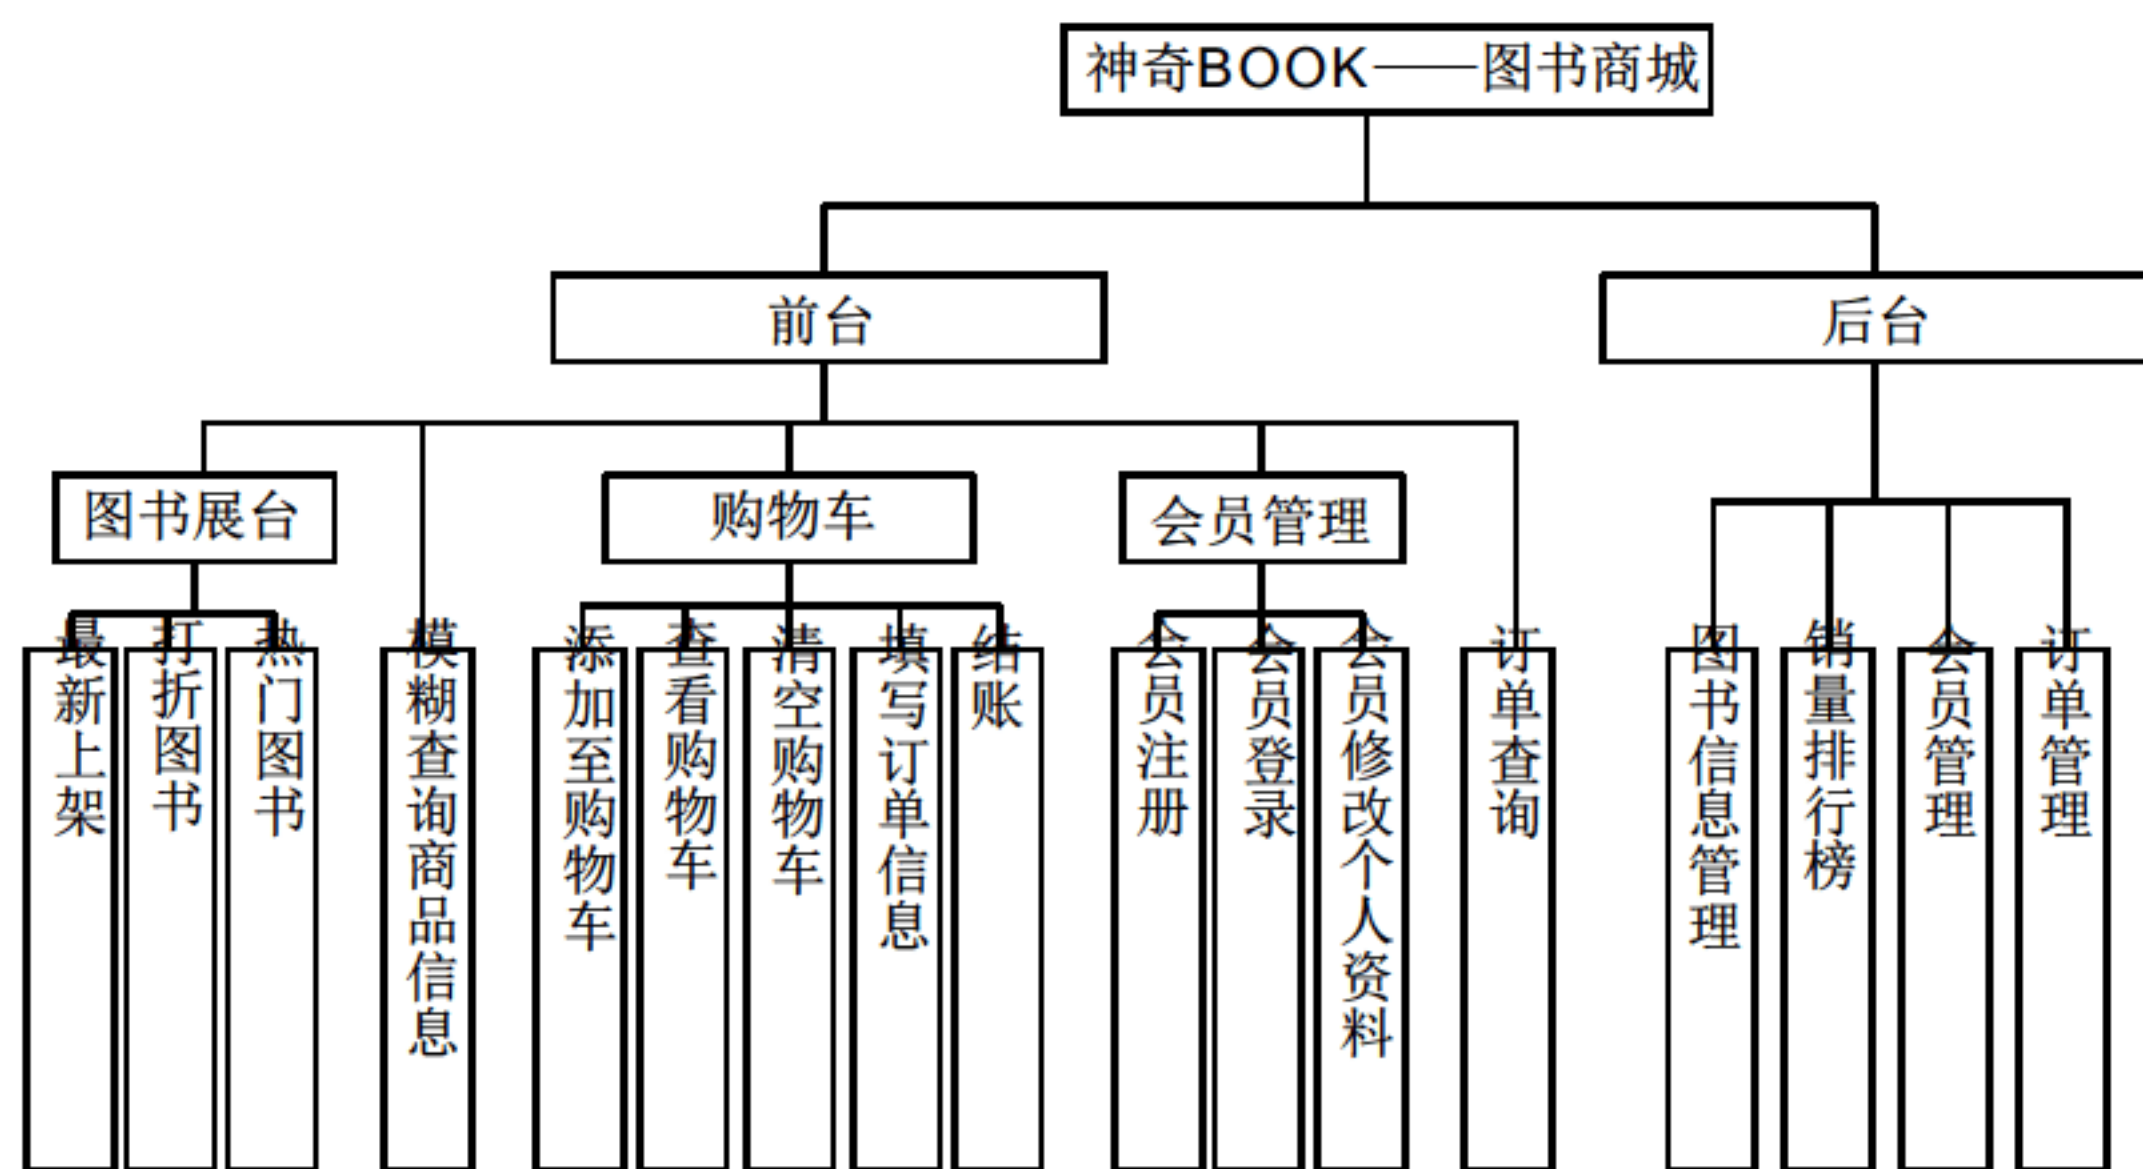 神奇BOOK——图书商城
前台
后台
图书展台
购物车
会员管理
最新上架
打折图书
热门图书
模糊查询商品信息
添加至购物车
查看购物车
清空购物车
填写订单信息
结账
会员注册
会员登录
会员修改个人资料
订单查询
图书信息管理
销量排行榜
会员管理
订单管理